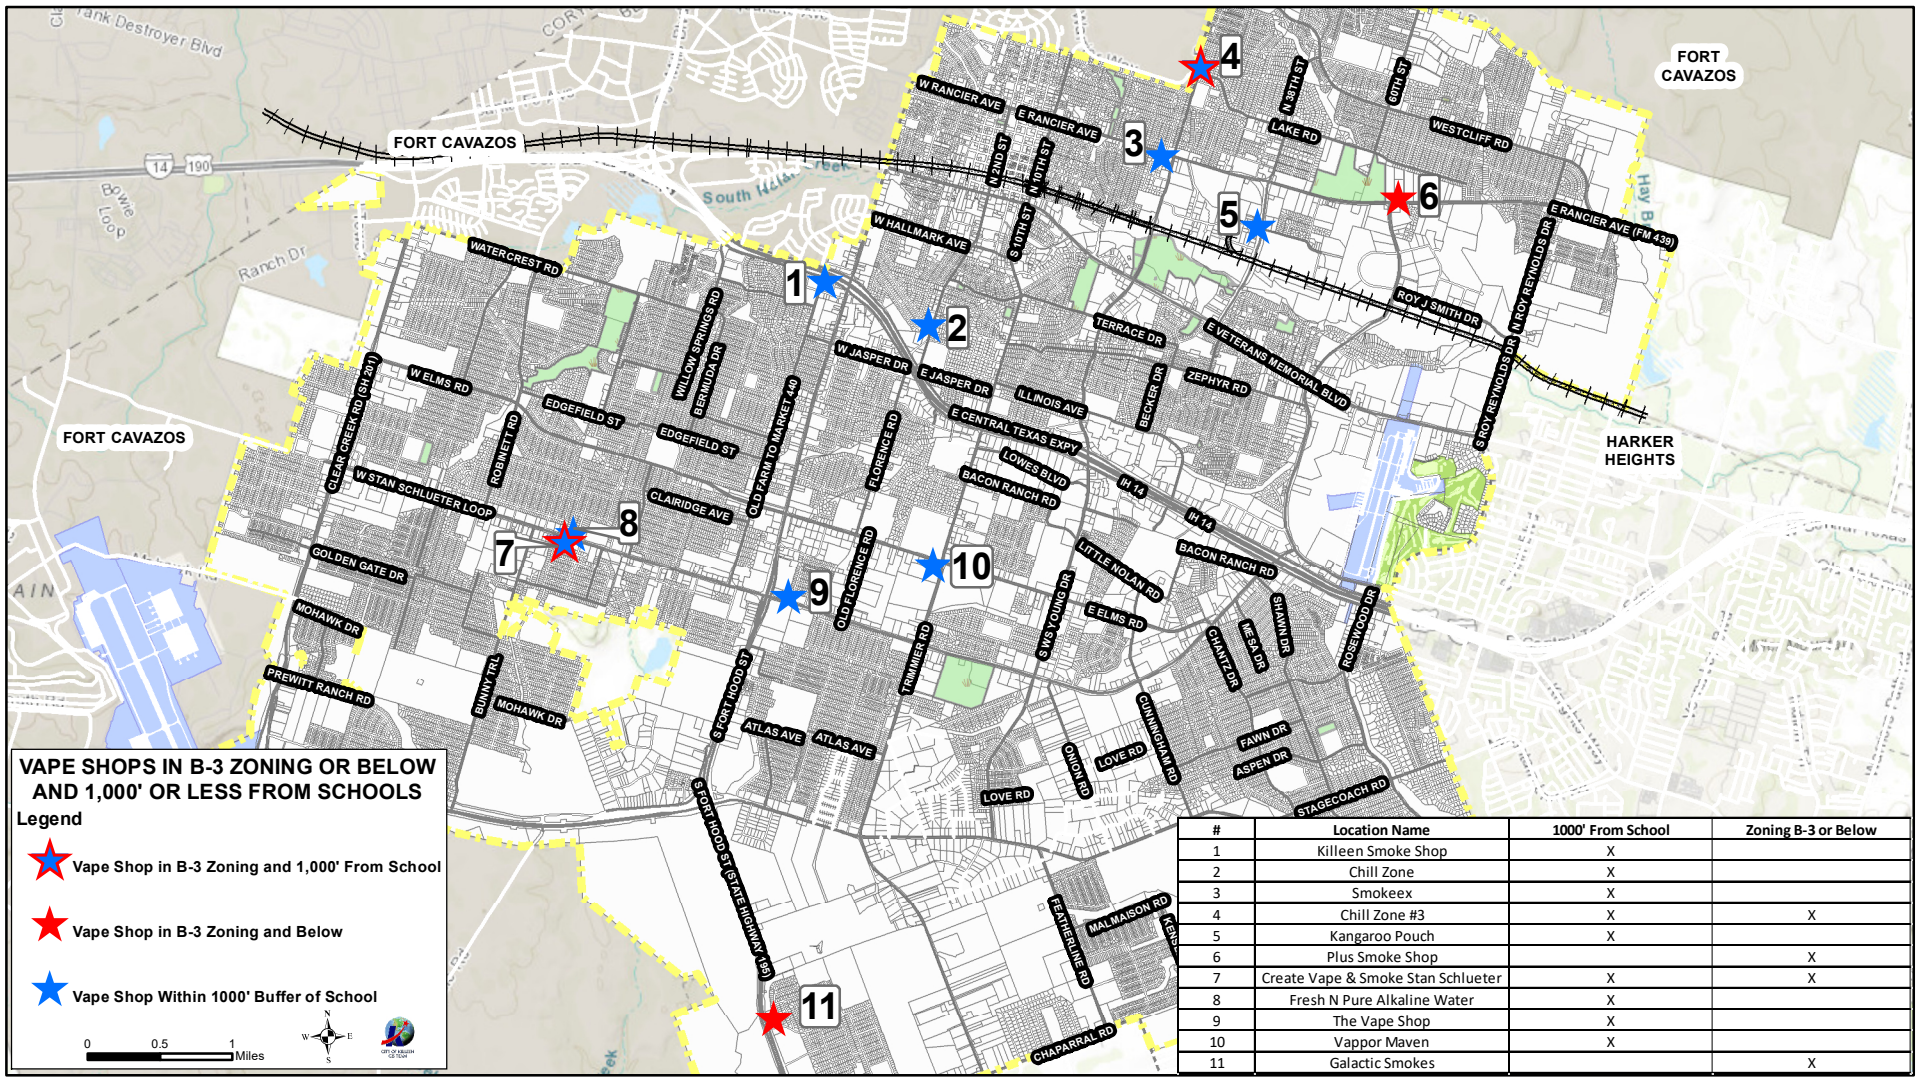 Tank Destroyer Blvd
FORT
CAVAZOS
4
N 38TH ST
60TH ST
W RANCIER AVE
E RANCIER AVE
LAKE RD
WESTCLIFF RD
FORT CAVAZOS
3
N 2ND ST
N 10TH ST
14
190
South
Creek
Bowie
Loop
6
5
W HALLMARK AVE
S 10TH ST
E RANCIER AVE (FM 439)
WATERCREST RD
Ranch Dr
N ROY REYNOLDS DR
1
ROY J SMITH DR
2
TERRACE DR
E VETERANS MEMORIAL BLVD
WILLOW SPRINGS RD
BERMUDA DR
W JASPER DR
E JASPER DR
ZEPHYR RD
BECKER DR
S ROY REYNOLDS DR
CLEAR CREEK RD (SH 201)
W ELMS RD
EDGEFIELD ST
EDGEFIELD ST
OLD FARM TO MARKET 440
ILLINOIS AVE
E CENTRAL TEXAS EXPY
FLORENCE RD
FORT CAVAZOS
HARKER
HEIGHTS
ROBINETT RD
LOWES BLVD
BACON RANCH RD
IH 14
IH 14
W STAN SCHLUETER LOOP
CLAIRIDGE AVE
8
7
10
9
OLD FLORENCE RD
GOLDEN GATE DR
LITTLE NOLAN RD
BACON RANCH RD
S WS YOUNG DR
E ELMS RD
MOHAWK DR
ROSEWOOD DR
SHAWN DR
MESA DR
CHANTZ DR
TRIMMIER RD
PREWITT RANCH RD
BUNNY TRL
MOHAWK DR
S FORT HOOD ST
ATLAS AVE
ATLAS AVE
CUNNINGHAM RD
ONION RD
LOVE RD
FAWN DR
ASPEN DR
LOVE RD
STAGECOACH RD
S FORT HOOD ST (STATE HIGHWAY 195)
FEATHERLINE RD
MALMAISON RD
11
CHAPARRAL RD
VAPE SHOPS IN B-3 ZONING OR BELOW
AND 1,000' OR LESS FROM SCHOOLS
Legend
Vape Shop in B-3 Zoning and 1,000' From School
Vape Shop in B-3 Zoning and Below
Vape Shop Within 1000' Buffer of School
0 0.5 1
Miles
N
W E
S
# Location Name 1000' From School Zoning B-3 or Below
1 Killeen Smoke Shop X
2 Chill Zone X
3 Smokeex X
4 Chill Zone #3 X X
5 Kangaroo Pouch X
6 Plus Smoke Shop X
7 Create Vape & Smoke Stan Schlueter X X
8 Fresh N Pure Alkaline Water X
9 The Vape Shop X
10 Vappor Maven X
11 Galactic Smokes X